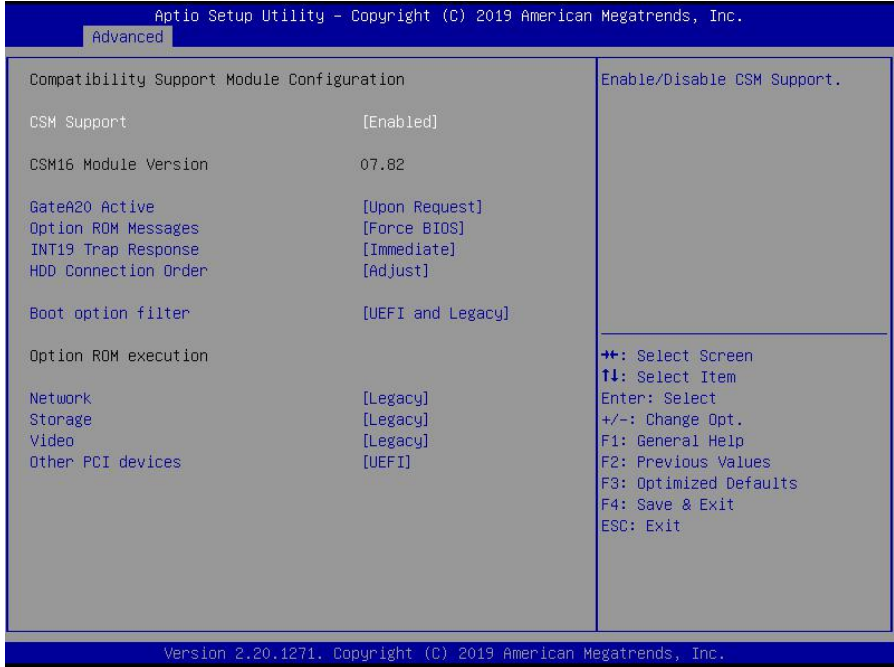 Aptio Setup Utility – Copyright (C) 2019 American Megatrends, Inc.
Advanced
Compatibility Support Module Configuration
CSM Support [Enabled]
CSM16 Module Version 07.82
GateA20 Active [Upon Request]
Option ROM Messages [Force BIOS]
INT19 Trap Response [Immediate]
HDD Connection Order [Adjust]
Boot option filter [UEFI and Legacy]
Option ROM execution
Network [Legacy]
Storage [Legacy]
Video [Legacy]
Other PCI devices [UEFI]
Enable/Disable CSM Support.
→←: Select Screen
↑↓: Select Item
Enter: Select
+/-: Change Opt.
F1: General Help
F2: Previous Values
F3: Optimized Defaults
F4: Save & Exit
ESC: Exit
Version 2.20.1271. Copyright (C) 2019 American Megatrends, Inc.